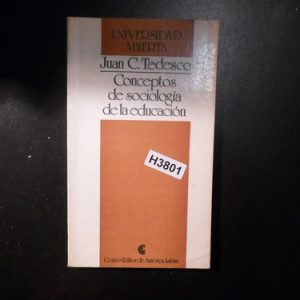 UNIVERSIDAD
ABIERTA
Juan C. Tedesco
Conceptos
de sociología
de la educación
H3801
Centro Editor de América Latina